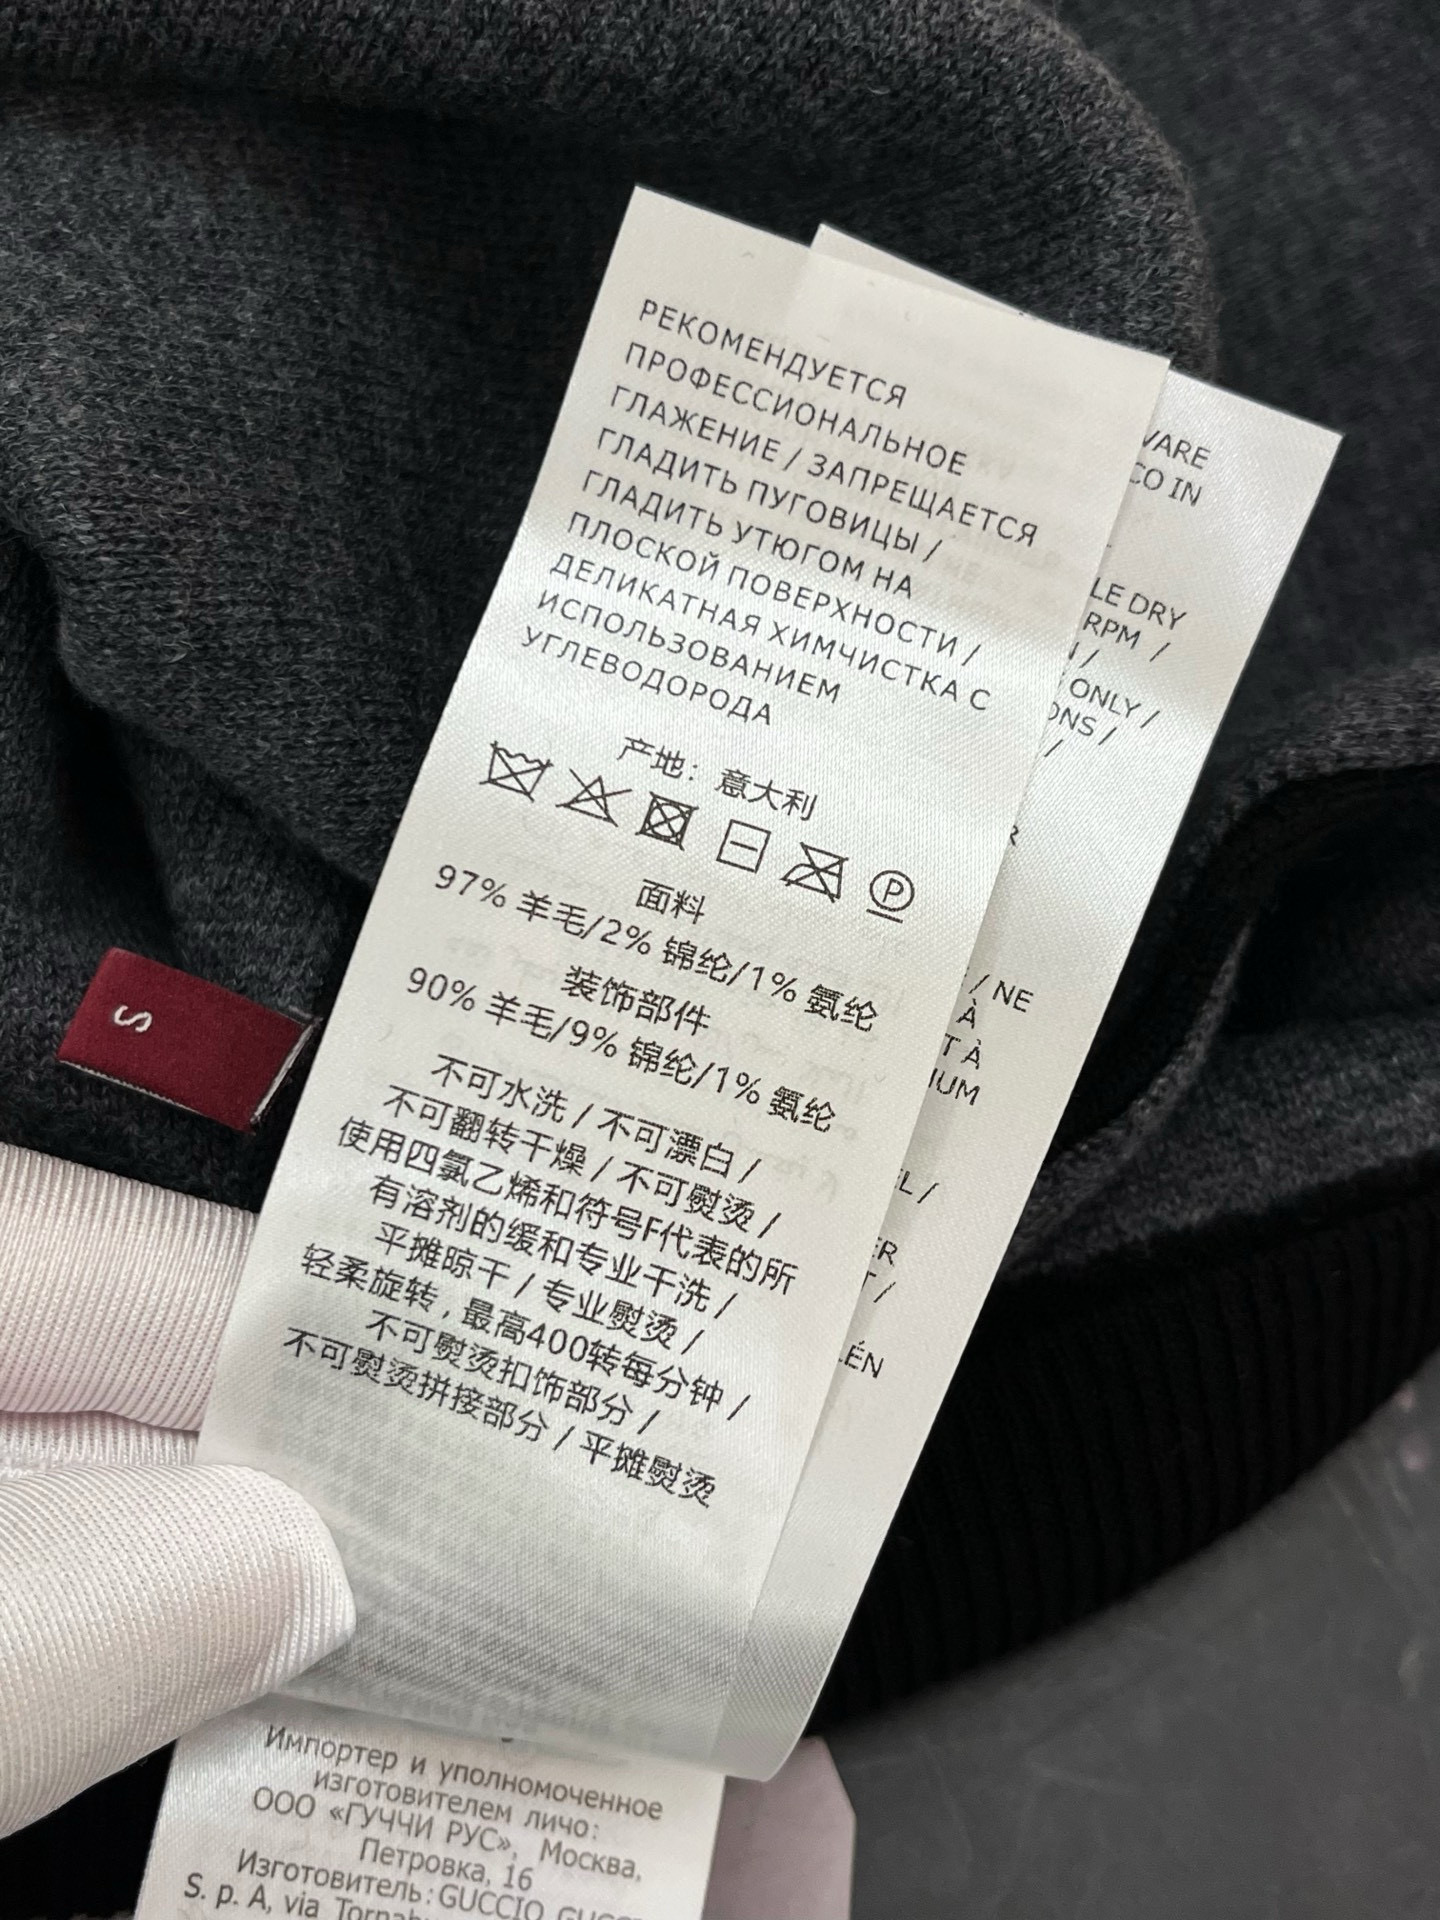 РЕКОМЕНДУЕТСЯ
ПРОФЕССИОНАЛЬНОЕ
ГЛАЖЕНИЕ / ЗАПРЕЩАЕТСЯ
ГЛАДИТЬ ПУГОВИЦЫ /
ГЛАДИТЬ УТЮГОМ НА
ПЛОСКОЙ ПОВЕРХНОСТИ /
ДЕЛИКАТНАЯ ХИМЧИСТКА С
ИСПОЛЬЗОВАНИЕМ
УГЛЕВОДОРОДА
产地：意大利
P
面料
97% 羊毛/2% 锦纶/1% 氨纶
装饰部件
90% 羊毛/9% 锦纶/1% 氨纶
不可水洗 / 不可漂白 /
不可翻转干燥 / 不可熨烫 /
使用四氯乙烯和符号F代表的所
有溶剂的缓和专业干洗 /
平摊晾干 / 专业熨烫 /
轻柔旋转 , 最高400转每分钟 /
不可熨烫扣饰部分 /
不可熨烫拼接部分 / 平摊熨烫
S
CO IN
DRY
RPM /
ONLY /
/ NE
À
T À
Импортер и уполномоченное
изготовителем лицо:
ООО «ГУЧЧИ РУС», Москва,
Петровка, 16
Изготовитель: GUCCIO
S. p. A, via